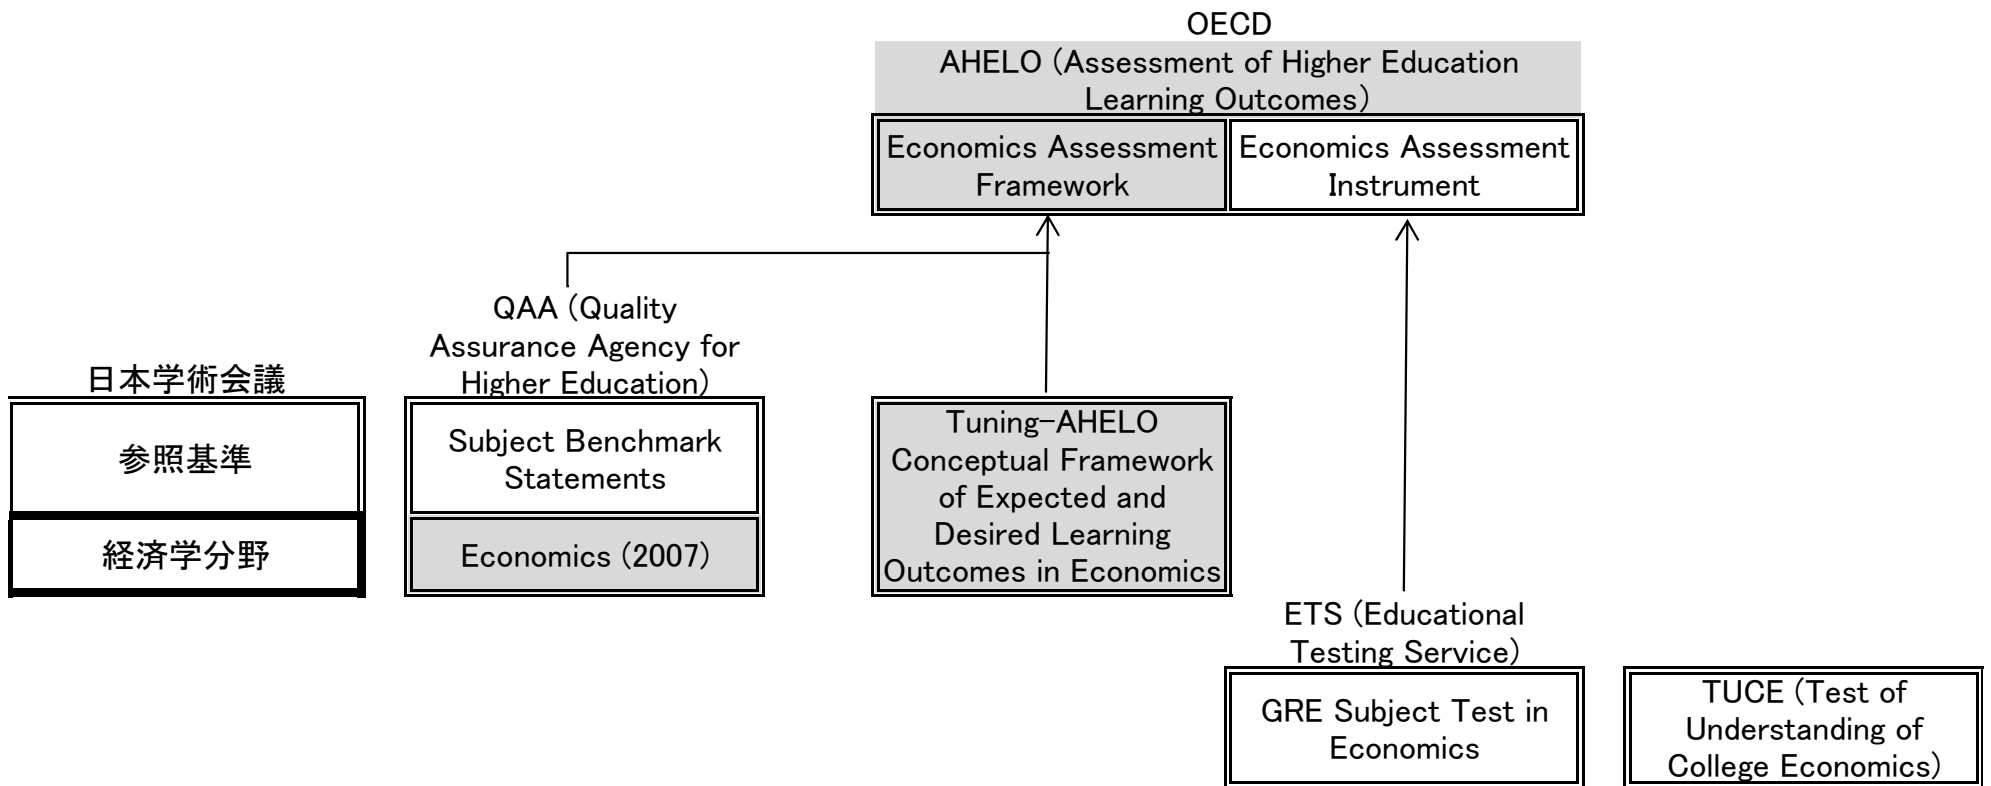 OECD
AHELO (Assessment of Higher Education
Learning Outcomes)
Economics Assessment
Framework
Economics Assessment
Instrument
QAA (Quality
Assurance Agency for
Higher Education)
日本学術会議
参照基準
経済学分野
Subject Benchmark
Statements
Economics (2007)
Tuning-AHELO
Conceptual Framework
of Expected and
Desired Learning
Outcomes in Economics
ETS (Educational
Testing Service)
GRE Subject Test in
Economics
TUCE (Test of
Understanding of
College Economics)